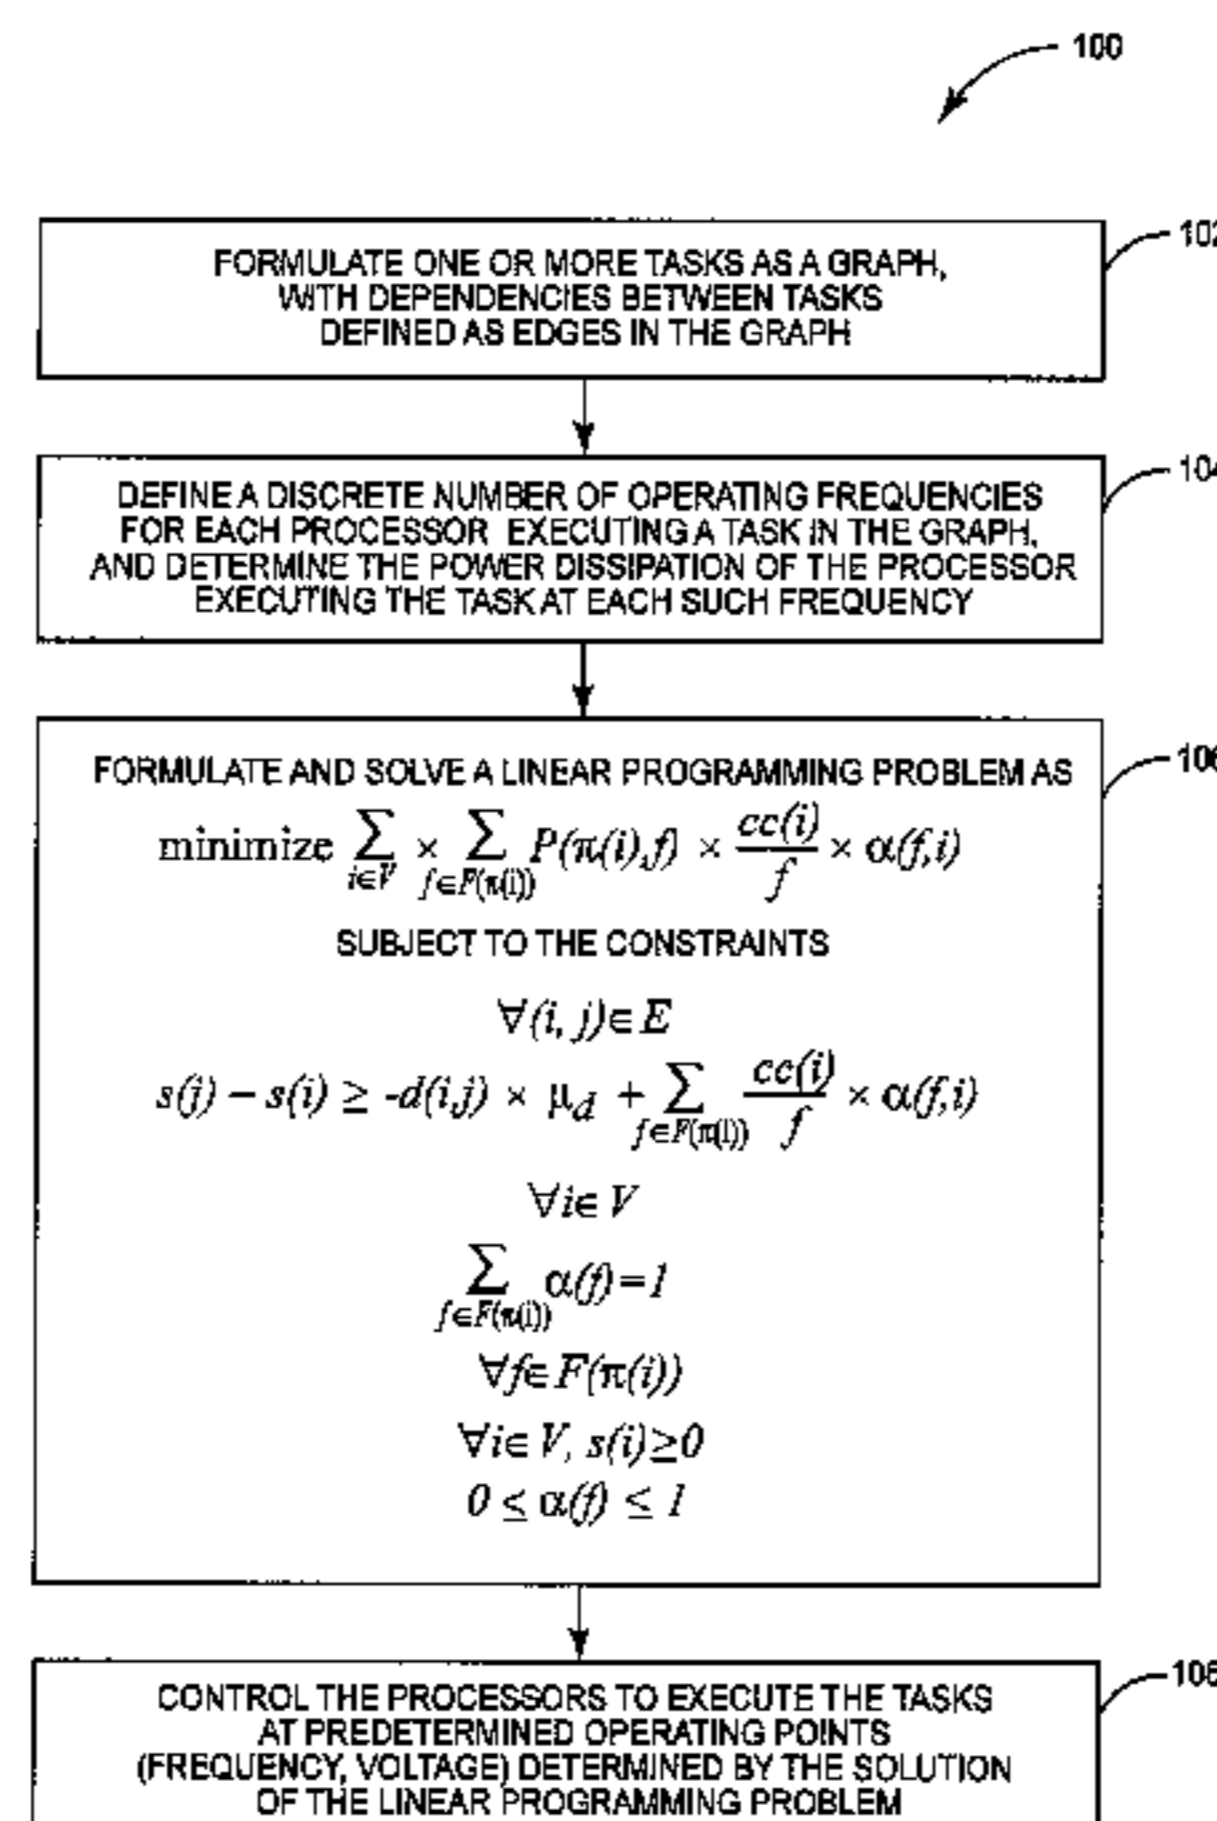 100
102
FORMULATE ONE OR MORE TASKS AS A GRAPH,
WITH DEPENDENCIES BETWEEN TASKS
DEFINED AS EDGES IN THE GRAPH
104
DEFINE A DISCRETE NUMBER OF OPERATING FREQUENCIES
FOR EACH PROCESSOR EXECUTING A TASK IN THE GRAPH,
AND DETERMINE THE POWER DISSIPATION OF THE PROCESSOR
EXECUTING THE TASK AT EACH SUCH FREQUENCY
106
FORMULATE AND SOLVE A LINEAR PROGRAMMING PROBLEM AS
minimize ∑_{i∈V} × ∑_{f∈F(π(i))} P(π(i),f) × cc(i)/f × α(f,i)
SUBJECT TO THE CONSTRAINTS
∀(i, j)∈E
s(j) – s(i) ≥ -d(i,j) × μ_d + ∑_{f∈F(π(i))} cc(i)/f × α(f,i)
∀i∈V
∑_{f∈F(π(i))} α(f)=1
∀f∈F(π(i))
∀i∈V, s(i)≥0
0 ≤ α(f) ≤ 1
108
CONTROL THE PROCESSORS TO EXECUTE THE TASKS
AT PREDETERMINED OPERATING POINTS
(FREQUENCY, VOLTAGE) DETERMINED BY THE SOLUTION
OF THE LINEAR PROGRAMMING PROBLEM